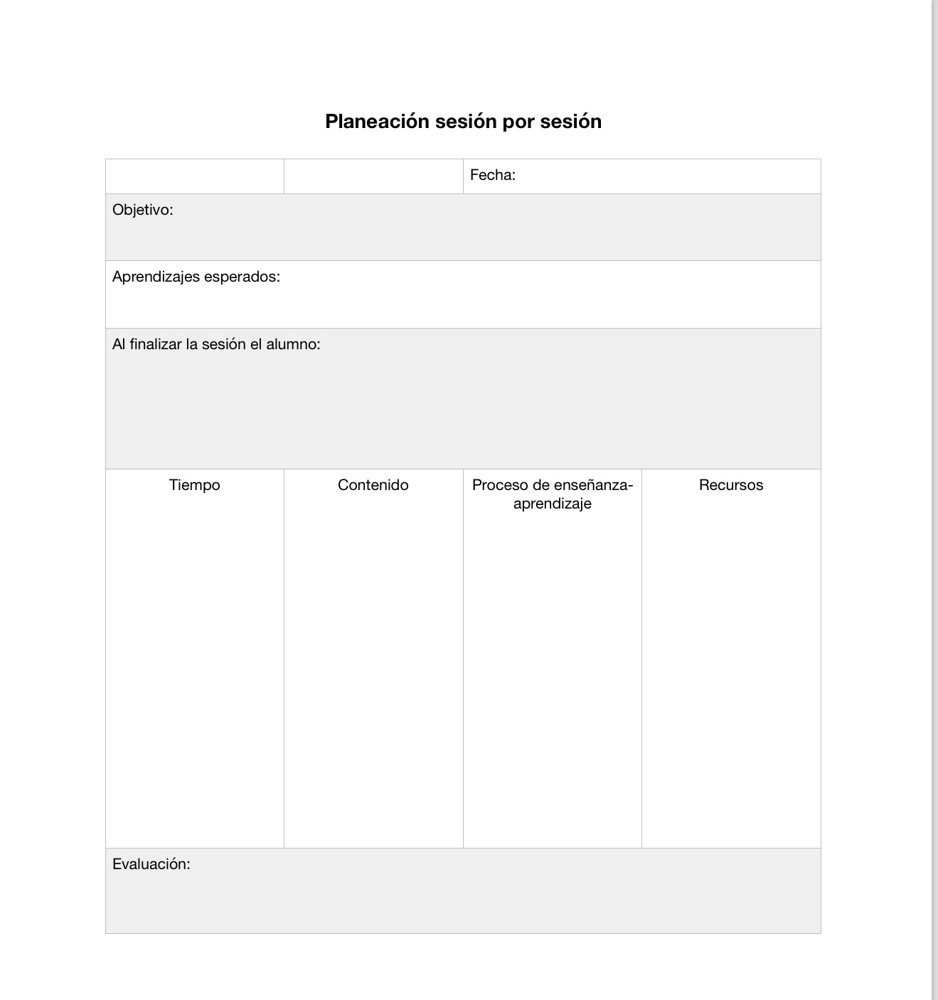 Planeación sesión por sesión
Fecha:
Objetivo:
Aprendizajes esperados:
Al finalizar la sesión el alumno:
Tiempo
Contenido
Proceso de enseñanza-
aprendizaje
Recursos
Evaluación: